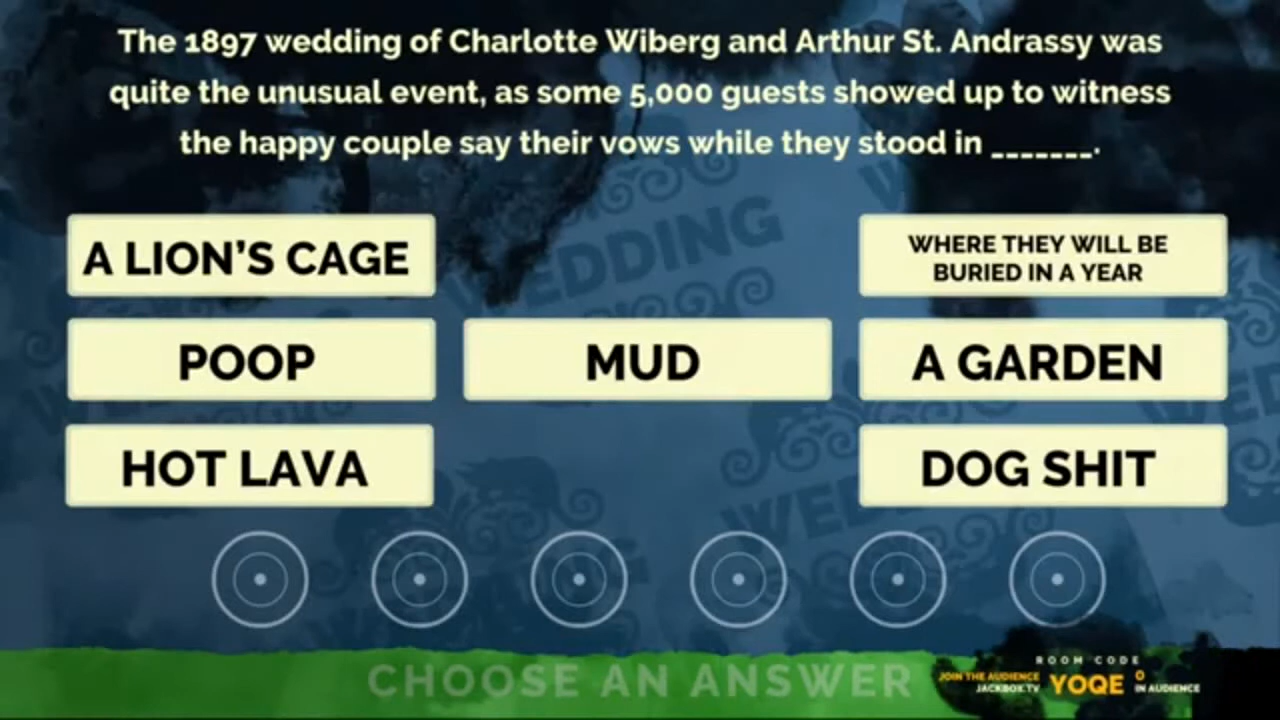 The 1897 wedding of Charlotte Wiberg and Arthur St. Andrassy was
quite the unusual event, as some 5,000 guests showed up to witness
the happy couple say their vows while they stood in _______.
A LION'S CAGE
WHERE THEY WILL BE
BURIED IN A YEAR
POOP
MUD
A GARDEN
HOT LAVA
DOG SHIT
CHOOSE AN ANSWER
ROOM CODE
JOIN THE AUDIENCE
JACKBOX.TV
YOQE
0
IN AUDIENCE
WEDDING
WEDDING